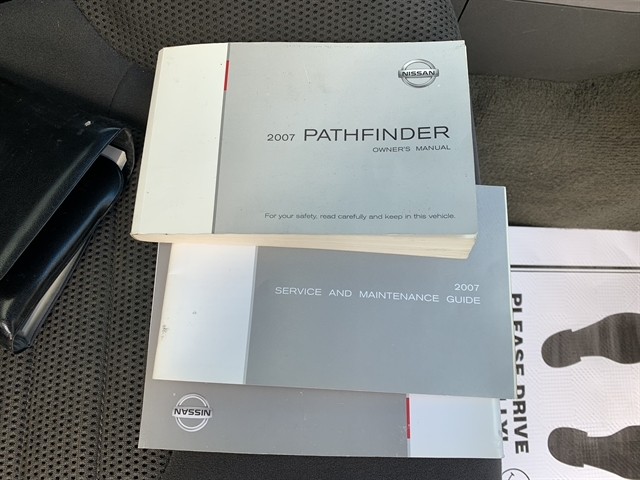 NISSAN
2007 PATHFINDER
OWNER'S MANUAL
For your safety, read carefully and keep in this vehicle.
2007
SERVICE AND MAINTENANCE GUIDE
NISSAN
PLEASE DRIVE